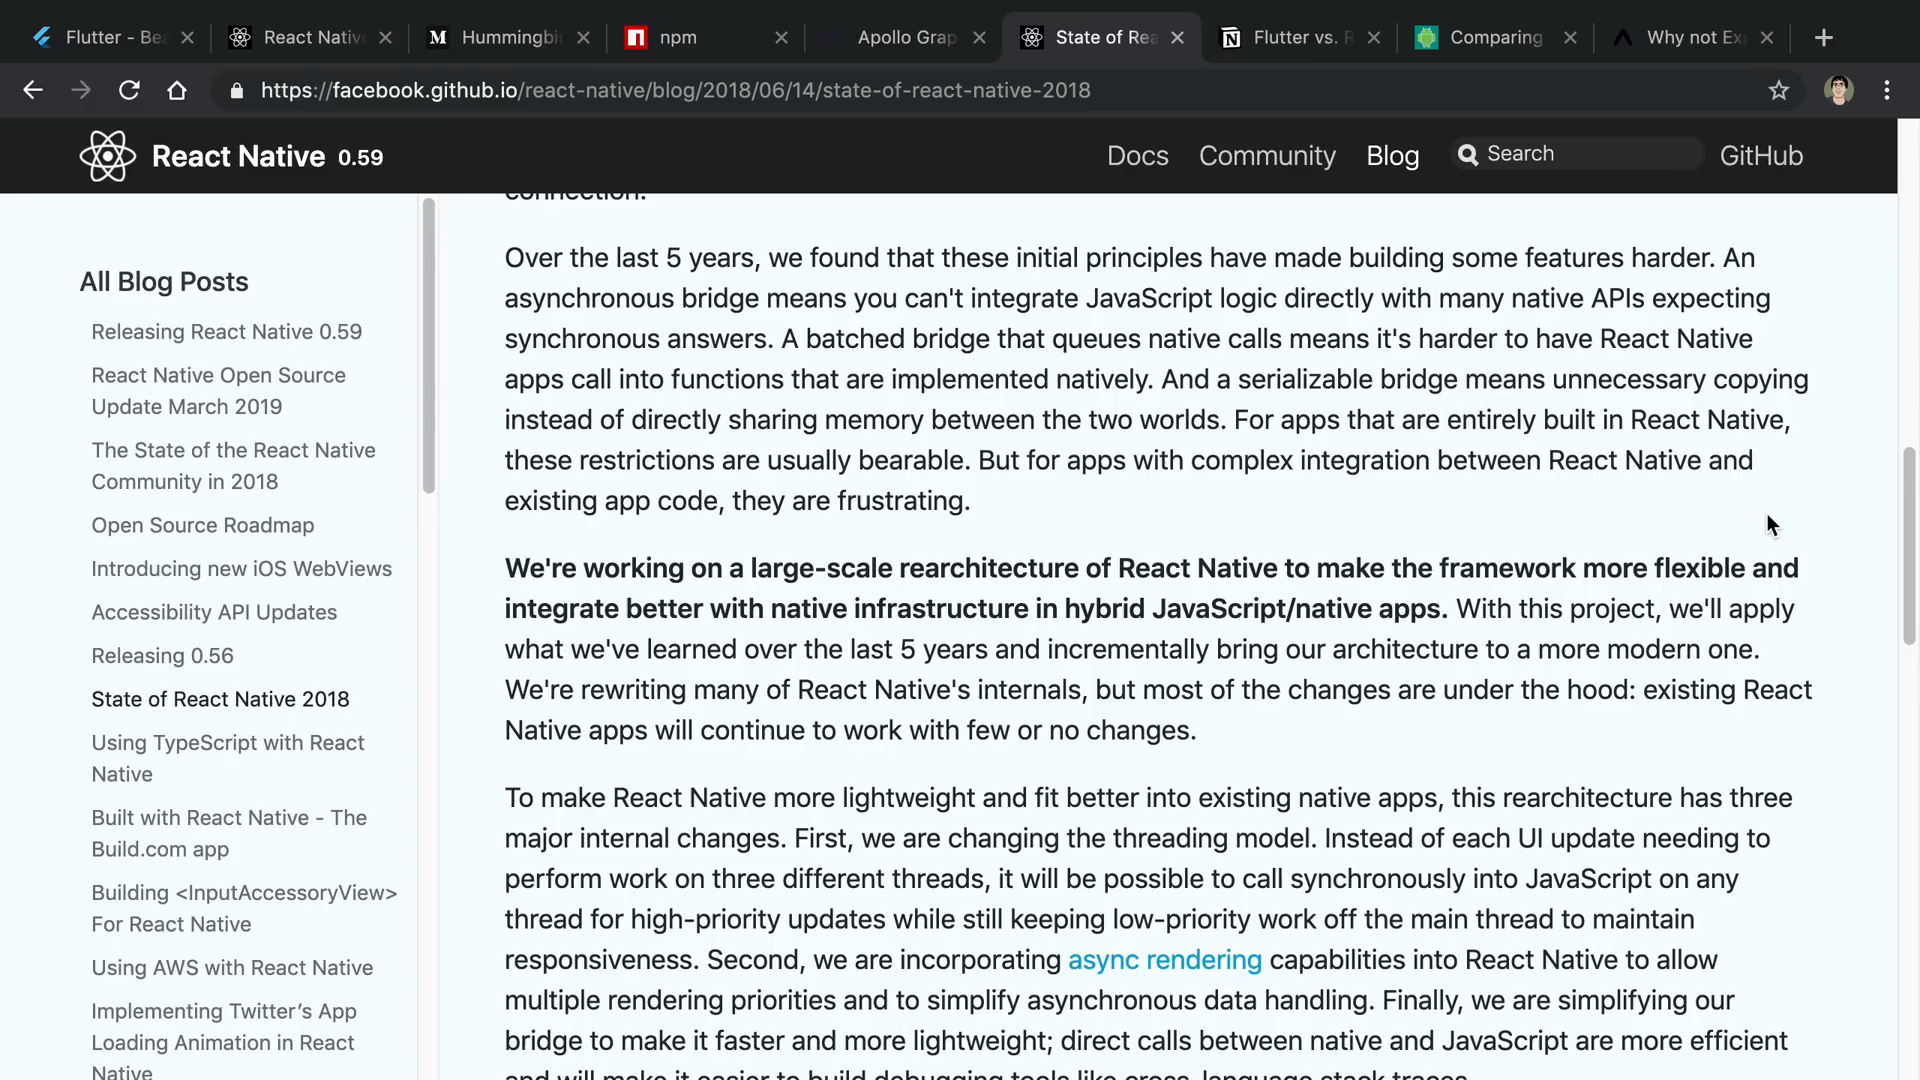 Flutter - Bea
React Nativ
Hummingbi
npm
Apollo Grap
State of Rea
Flutter vs. R
Comparing
Why not Ex
https://facebook.github.io/react-native/blog/2018/06/14/state-of-react-native-2018
React Native 0.59
Docs
Community
Blog
Search
GitHub
All Blog Posts
Releasing React Native 0.59
React Native Open Source
Update March 2019
The State of the React Native
Community in 2018
Open Source Roadmap
Introducing new iOS WebViews
Accessibility API Updates
Releasing 0.56
State of React Native 2018
Using TypeScript with React
Native
Built with React Native - The
Build.com app
Building <InputAccessoryView>
For React Native
Using AWS with React Native
Implementing Twitter's App
Loading Animation in React
Native
connection.
Over the last 5 years, we found that these initial principles have made building some features harder. An
asynchronous bridge means you can't integrate JavaScript logic directly with many native APIs expecting
synchronous answers. A batched bridge that queues native calls means it's harder to have React Native
apps call into functions that are implemented natively. And a serializable bridge means unnecessary copying
instead of directly sharing memory between the two worlds. For apps that are entirely built in React Native,
these restrictions are usually bearable. But for apps with complex integration between React Native and
existing app code, they are frustrating.
We're working on a large-scale rearchitecture of React Native to make the framework more flexible and
integrate better with native infrastructure in hybrid JavaScript/native apps. With this project, we'll apply
what we've learned over the last 5 years and incrementally bring our architecture to a more modern one.
We're rewriting many of React Native's internals, but most of the changes are under the hood: existing React
Native apps will continue to work with few or no changes.
To make React Native more lightweight and fit better into existing native apps, this rearchitecture has three
major internal changes. First, we are changing the threading model. Instead of each UI update needing to
perform work on three different threads, it will be possible to call synchronously into JavaScript on any
thread for high-priority updates while still keeping low-priority work off the main thread to maintain
responsiveness. Second, we are incorporating async rendering capabilities into React Native to allow
multiple rendering priorities and to simplify asynchronous data handling. Finally, we are simplifying our
bridge to make it faster and more lightweight; direct calls between native and JavaScript are more efficient
and will make it easier to build debugging tools like cross-language stack traces.